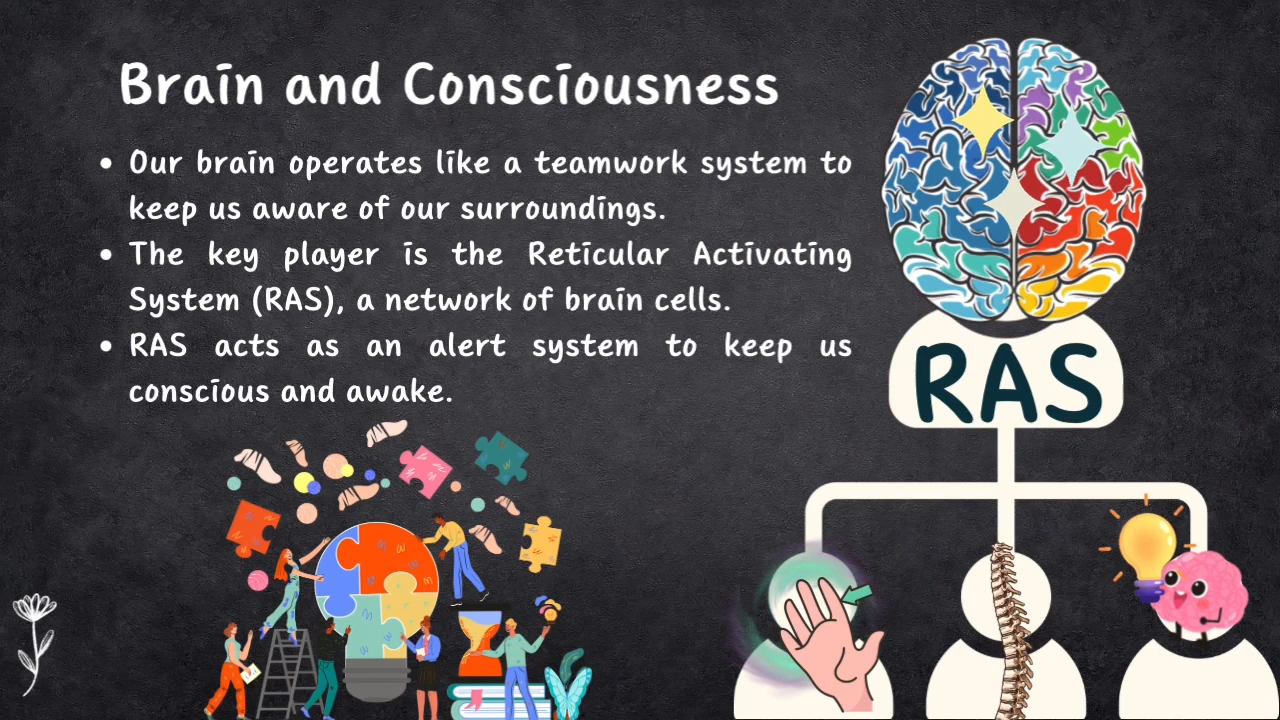 Brain and Consciousness
• Our brain operates like a teamwork system to
keep us aware of our surroundings.
• The key player is the Reticular Activating
System (RAS), a network of brain cells.
• RAS acts as an alert system to keep us
conscious and awake.
RAS